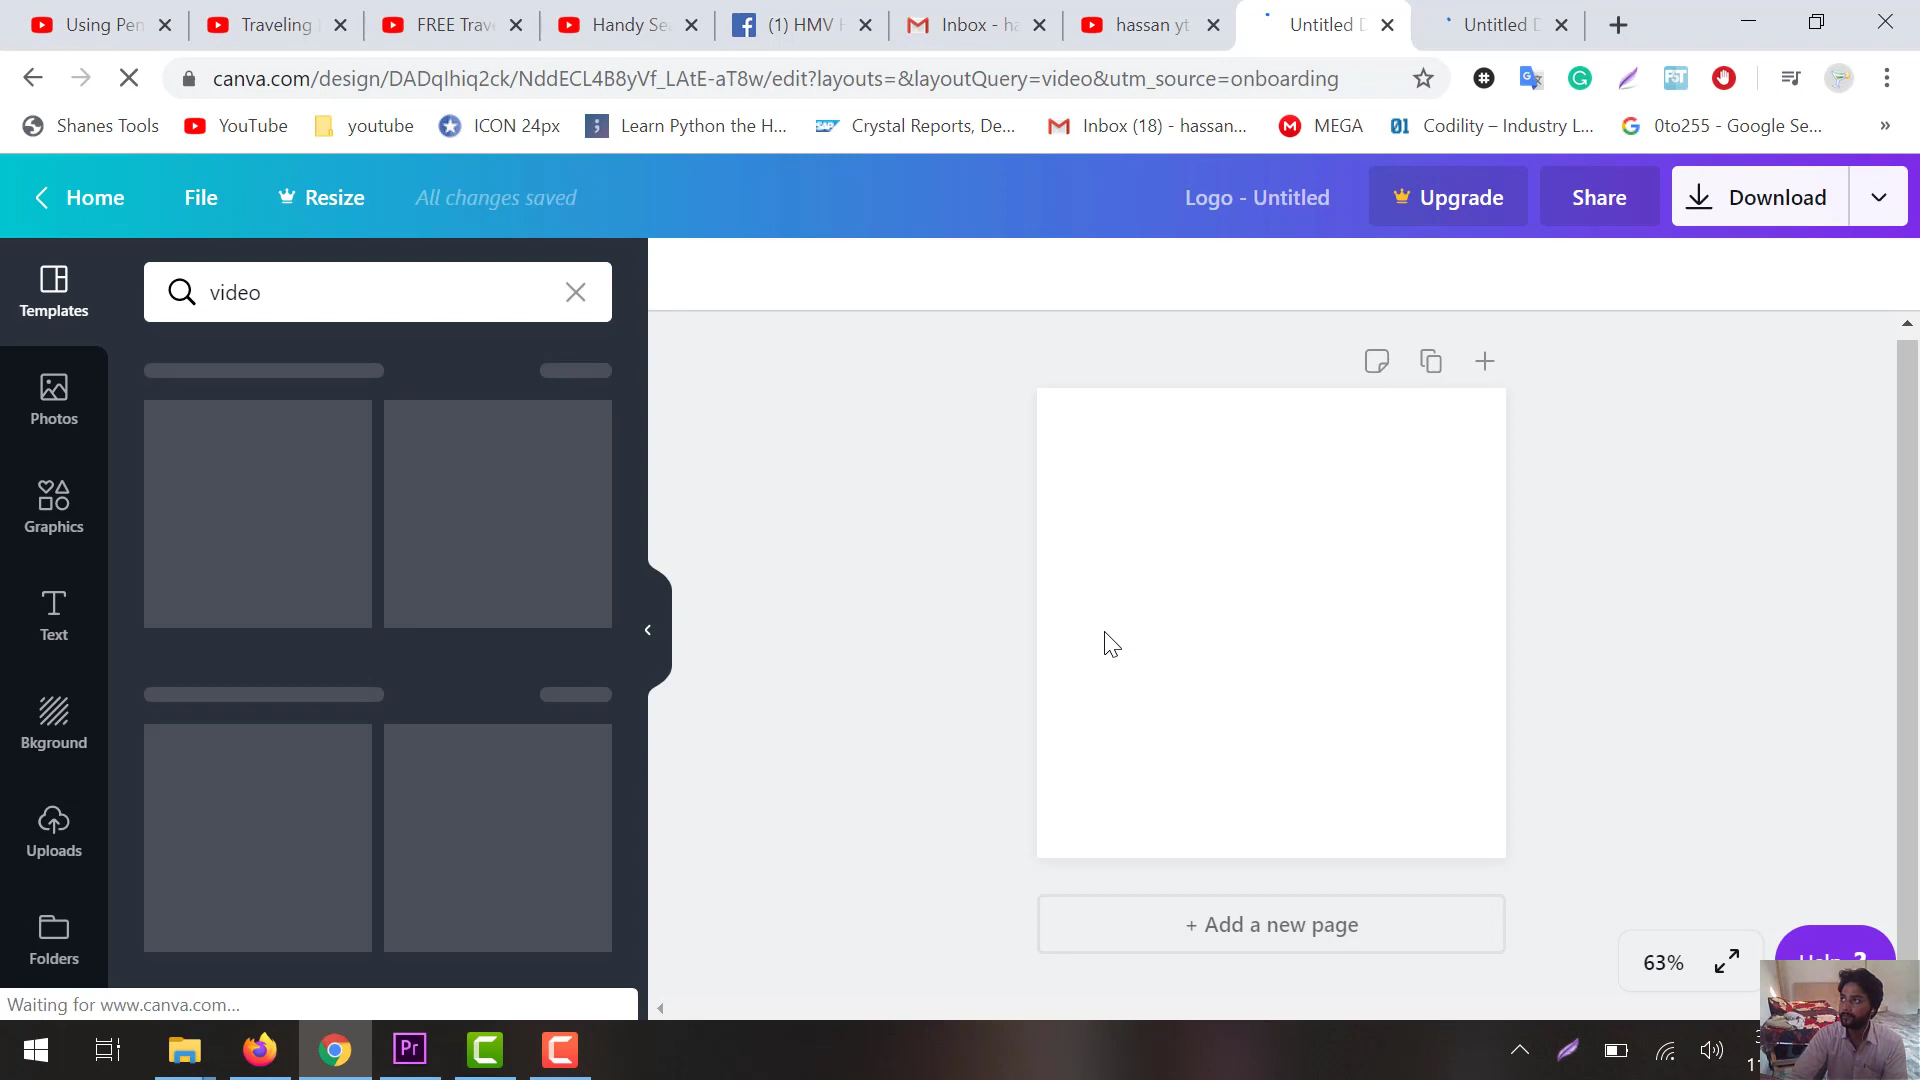 Using Pen
Traveling
FREE Trav
Handy Se
(1) HMV
Inbox - ha
hassan yt
Untitled D
Untitled D
canva.com/design/DADqIhiq2ck/NddECL4B8yVf_LAtE-aT8w/edit?layouts=&layoutQuery=video&utm_source=onboarding
Shanes Tools
YouTube
youtube
ICON 24px
Learn Python the H...
Crystal Reports, De...
Inbox (18) - hassan...
MEGA
Codility – Industry L...
0to255 - Google Se...
Home
File
Resize
All changes saved
Logo - Untitled
Upgrade
Share
Download
Templates
video
Photos
Graphics
Text
Bkground
Uploads
Folders
+ Add a new page
63%
Waiting for www.canva.com...